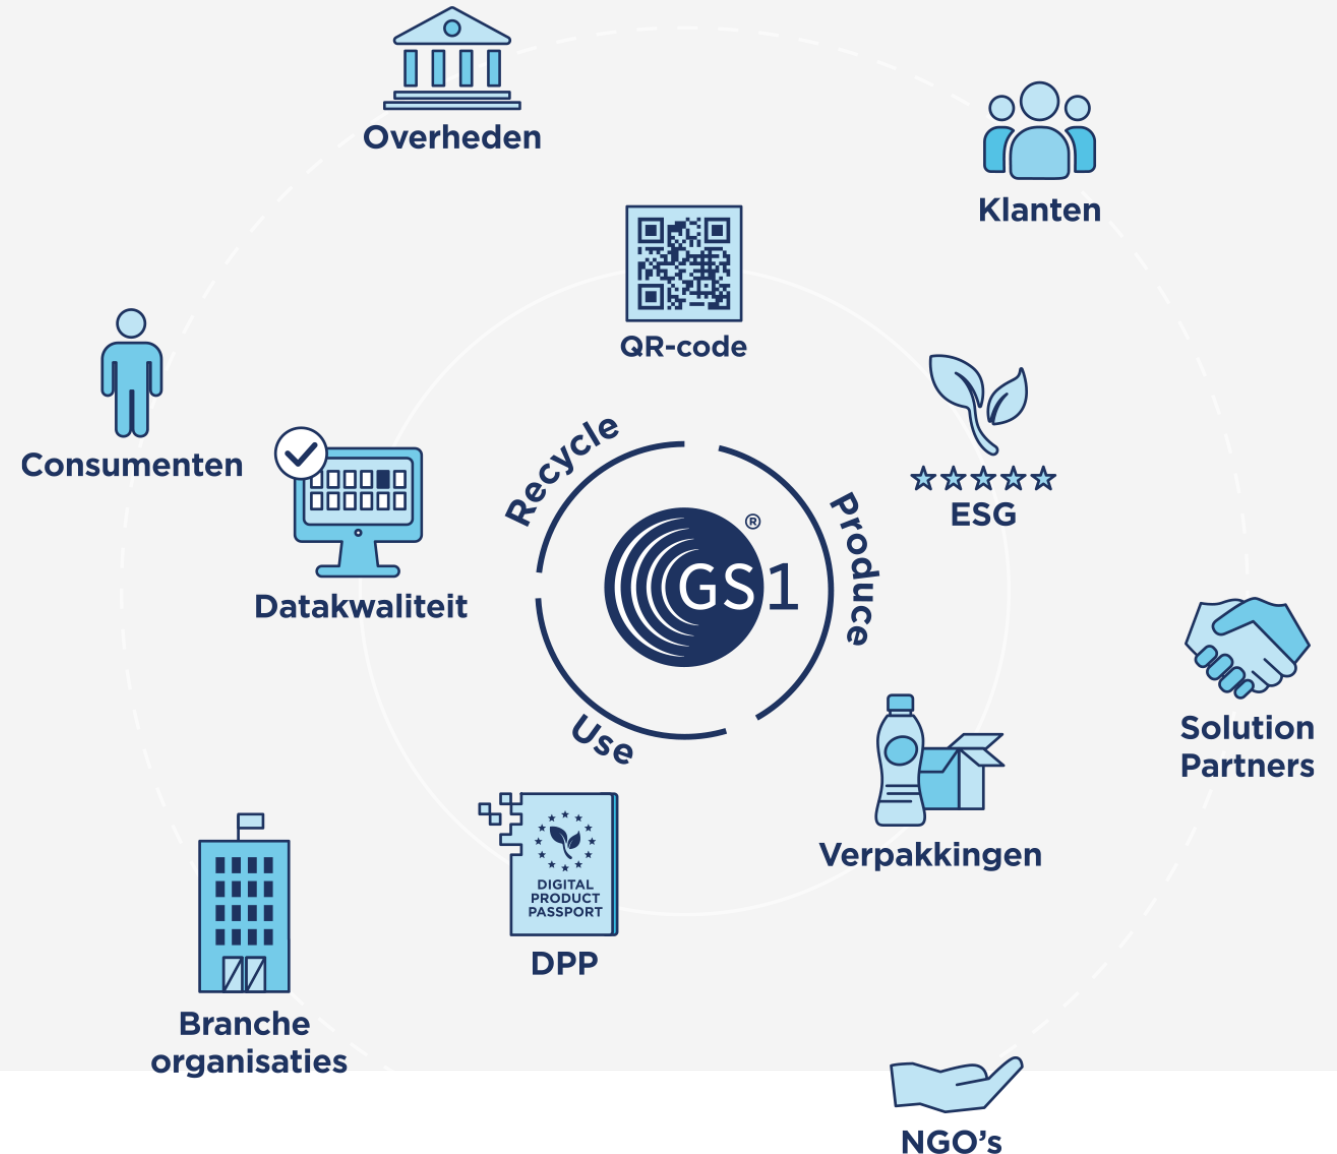 Overheden
Klanten
QR-code
Consumenten
Recycle
ESG
Produce
®
GS1
Datakwaliteit
Use
Solution
Partners
Verpakkingen
DIGITAL
PRODUCT
PASSPORT
DPP
Branche
organisaties
NGO's